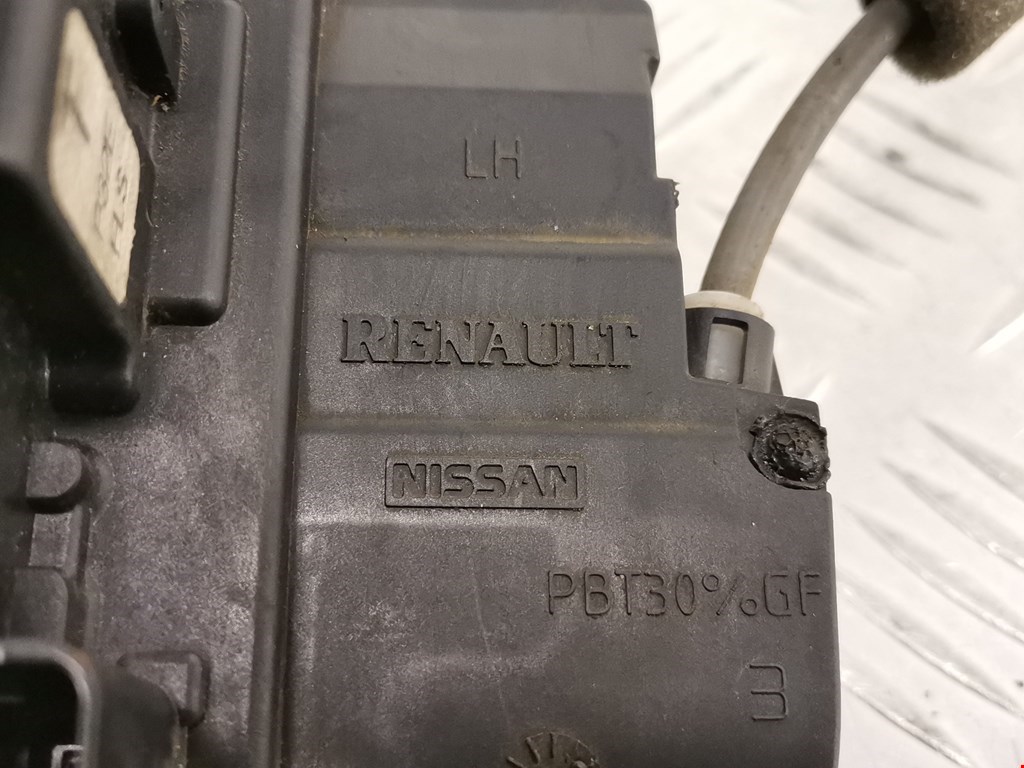 LH
RENAULT
NISSAN
PBT30%GF
3